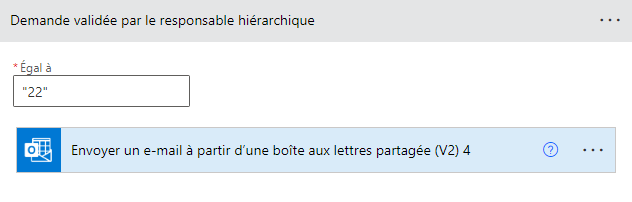 Demande validée par le responsable hiérarchique
* Égal à
"22"
Envoyer un e-mail à partir d’une boîte aux lettres partagée (V2) 4